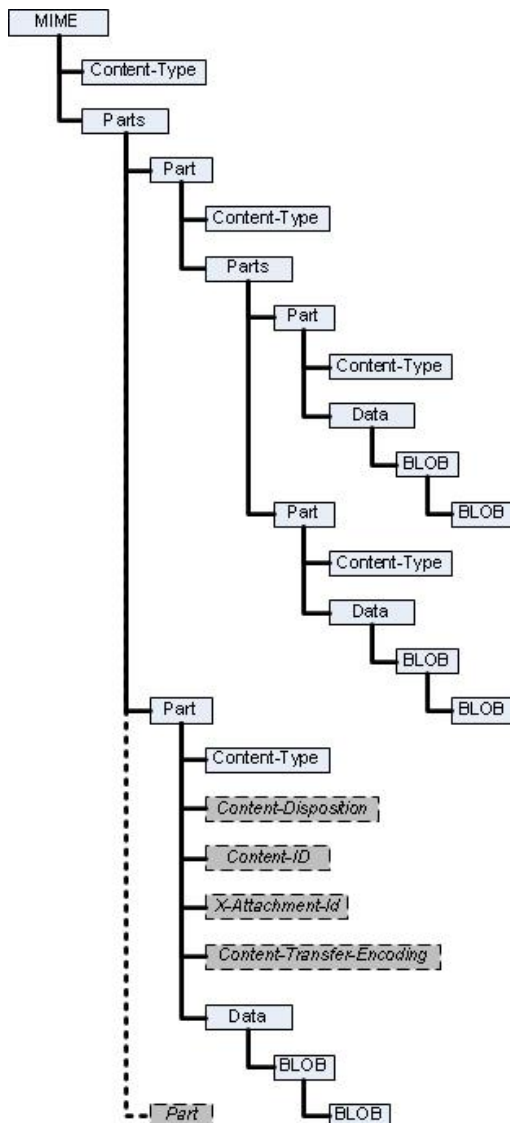 MIME
Content-Type
Parts
Part
Content-Type
Parts
Part
Content-Type
Data
BLOB
BLOB
Part
Content-Type
Data
BLOB
BLOB
Part
Content-Type
Content-Disposition
Content-ID
X-Attachment-Id
Content-Transfer-Encoding
Data
BLOB
BLOB
Part